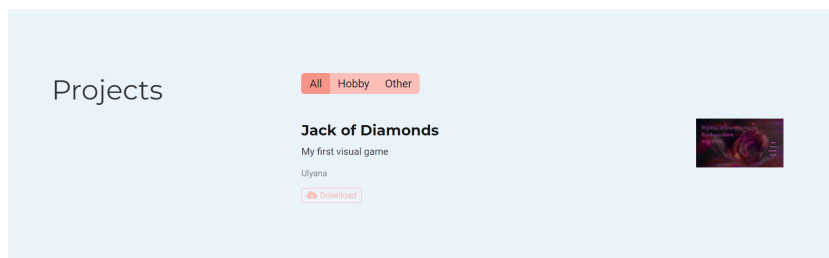 Projects
All Hobby Other
Jack of Diamonds
My first visual game
Ulyana
Download